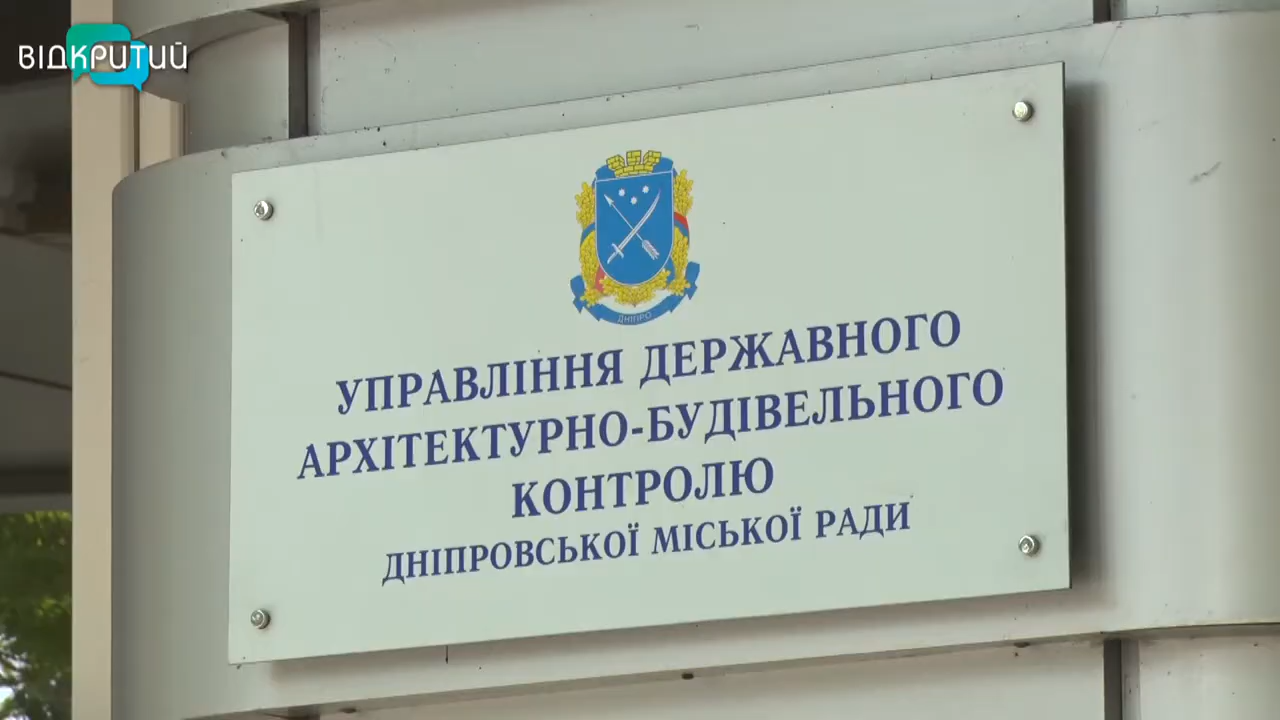 ВІДКРИТИЙ
ДНІПРО
УПРАВЛІННЯ ДЕРЖАВНОГО
АРХІТЕКТУРНО-БУДІВЕЛЬНОГО
КОНТРОЛЮ
ДНІПРОВСЬКОЇ МІСЬКОЇ РАДИ